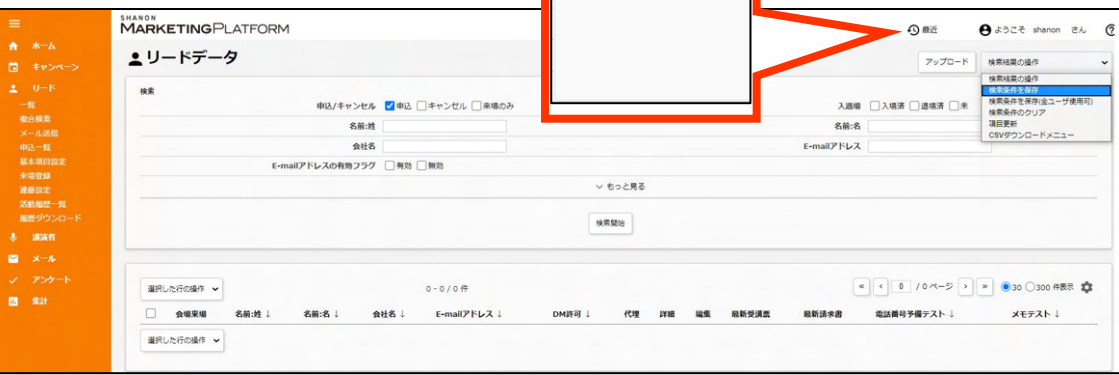 SHANON
MARKETINGPLATFORM
最近
ようこそ shanon さん
ホーム
キャンペーン
リード
一覧
複合検索
メール送信
申込一覧
基本項目設定
来場登録
連番設定
活動履歴一覧
履歴ダウンロード
講演者
メール
アンケート
集計
リードデータ
アップロード
検索結果の操作
検索結果の操作
検索条件を保存
検索条件を保存(全ユーザ使用可)
検索条件のクリア
項目更新
CSVダウンロードメニュー
検索
申込/キャンセル 申込 キャンセル 来場のみ
入退場 入場済 退場済 未
名前:姓
名前:名
会社名
E-mailアドレス
E-mailアドレスの有効フラグ 有効 無効
もっと見る
検索開始
選択した行の操作
0 - 0 / 0 件
« < 0 / 0 ページ > » 30 300 件表示
会場来場 名前:姓 ↓ 名前:名 ↓ 会社名 ↓ E-mailアドレス ↓ DM許可 ↓ 代理 詳細 編集 最新受講票 最新請求書 電話番号予備テスト ↓ メモテスト ↓
選択した行の操作